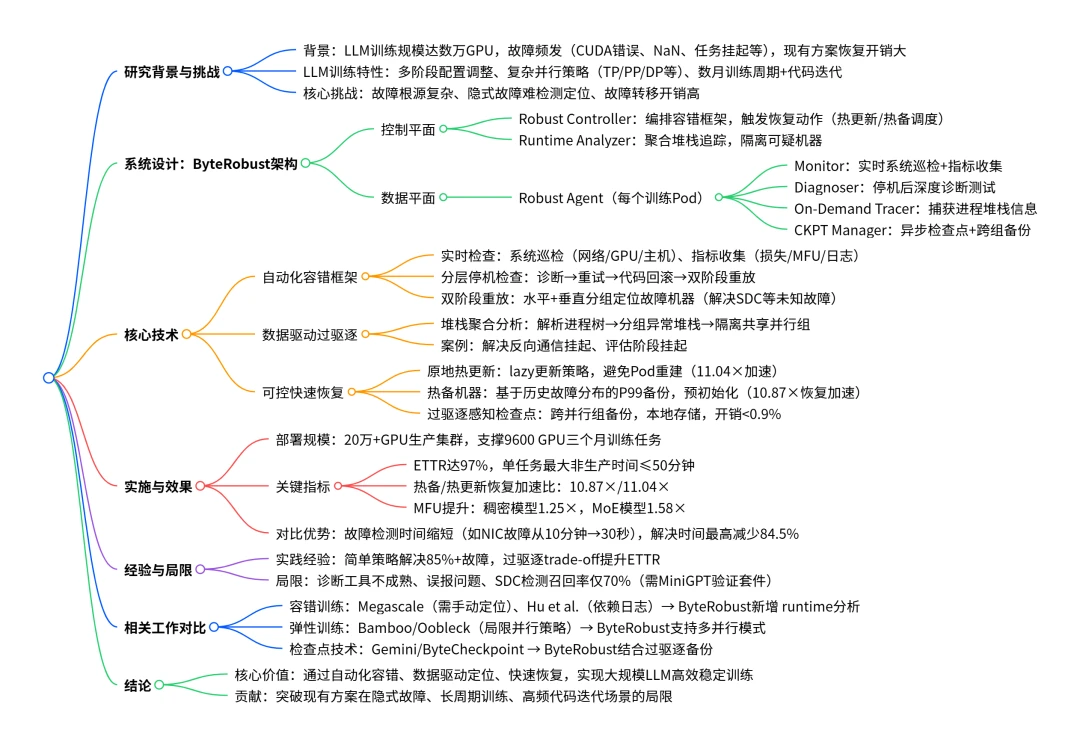 研究背景与挑战
背景：LLM训练规模达数万GPU，故障频发（CUDA错误、NaN、任务挂起等），现有方案恢复开销大
LLM训练特性：多阶段配置调整、复杂并行策略（TP/PP/DP等）、数月训练周期+代码迭代
核心挑战：故障根源复杂、隐式故障难检测定位、故障转移开销高
系统设计：ByteRobust架构
控制平面
Robust Controller：编排容错框架，触发恢复动作（热更新/热备调度）
Runtime Analyzer：聚合堆栈追踪，隔离可疑机器
数据平面
Robust Agent（每个训练Pod）
Monitor：实时系统巡检+指标收集
Diagnoser：停机后深度诊断测试
On-Demand Tracer：捕获进程堆栈信息
CKPT Manager：异步检查点+跨组备份
核心技术
自动化容错框架
实时检查：系统巡检（网络/GPU/主机）、指标收集（损失/MFU/日志）
分层停机检查：诊断→重试→代码回滚→双阶段重放
双阶段重放：水平+垂直分组定位故障机器（解决SDC等未知故障）
数据驱动过驱逐
堆栈聚合分析：解析进程树→分组异常堆栈→隔离共享并行组
案例：解决反向通信挂起、评估阶段挂起
可控快速恢复
原地热更新：lazy更新策略，避免Pod重建（11.04×加速）
热备机器：基于历史故障分布的P99备份，预初始化（10.87×恢复加速）
过驱逐感知检查点：跨并行组备份，本地存储，开销<0.9%
实施与效果
部署规模：20万+GPU生产集群，支撑9600 GPU三个月训练任务
关键指标
ETTR达97%，单任务最大非生产时间≤50分钟
热备/热更新恢复加速比：10.87×/11.04×
MFU提升：稠密模型1.25×，MoE模型1.58×
对比优势：故障检测时间缩短（如NIC故障从10分钟→30秒），解决时间最高减少84.5%
经验与局限
实践经验：简单策略解决85%+故障，过驱逐trade-off提升ETTR
局限：诊断工具不成熟、误报问题、SDC检测召回率仅70%（需MiniGPT验证套件）
相关工作对比
容错训练：Megascale（需手动定位）、Hu et al.（依赖日志）→ ByteRobust新增 runtime分析
弹性训练：Bamboo/Oobleck（局限并行策略）→ ByteRobust支持多并行模式
检查点技术：Gemini/ByteCheckpoint → ByteRobust结合过驱逐备份
结论
核心价值：通过自动化容错、数据驱动定位、快速恢复，实现大规模LLM高效稳定训练
贡献：突破现有方案在隐式故障、长周期训练、高频代码迭代场景的局限